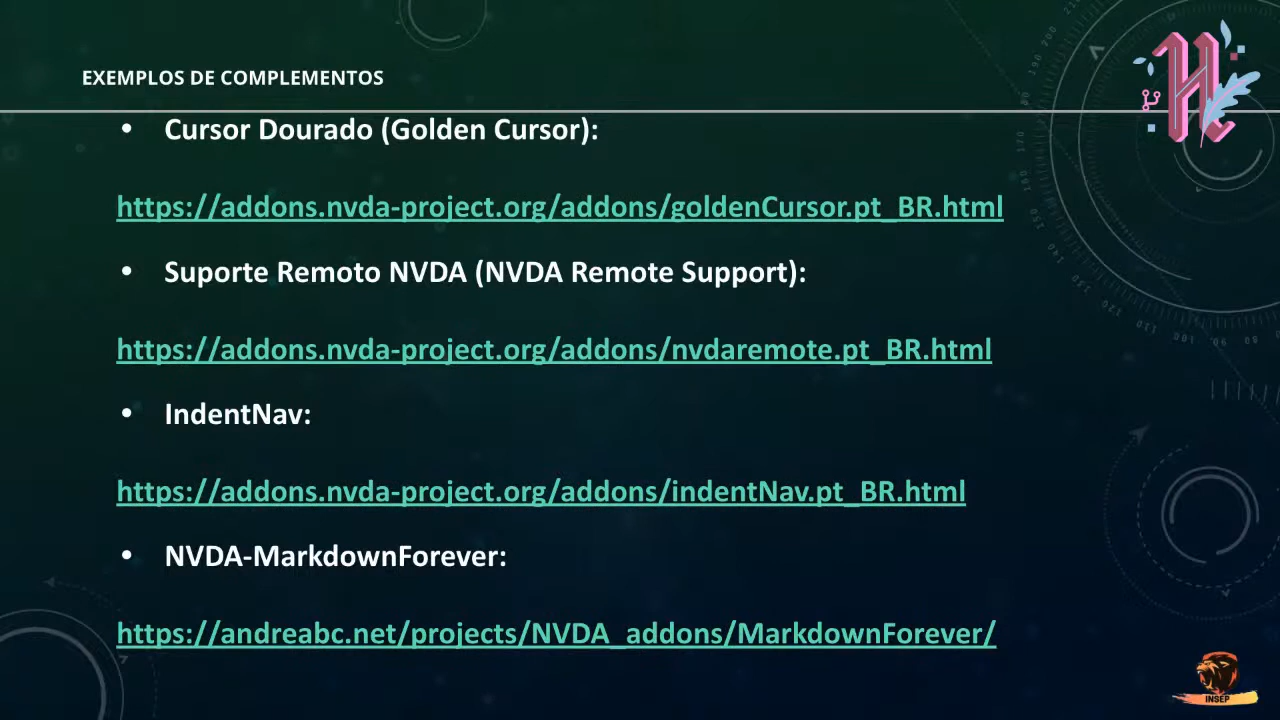 EXEMPLOS DE COMPLEMENTOS
• Cursor Dourado (Golden Cursor):
https://addons.nvda-project.org/addons/goldenCursor.pt_BR.html
• Suporte Remoto NVDA (NVDA Remote Support):
https://addons.nvda-project.org/addons/nvdaremote.pt_BR.html
• IndentNav:
https://addons.nvda-project.org/addons/indentNav.pt_BR.html
• NVDA-MarkdownForever:
https://andreabc.net/projects/NVDA_addons/MarkdownForever/
INSEP